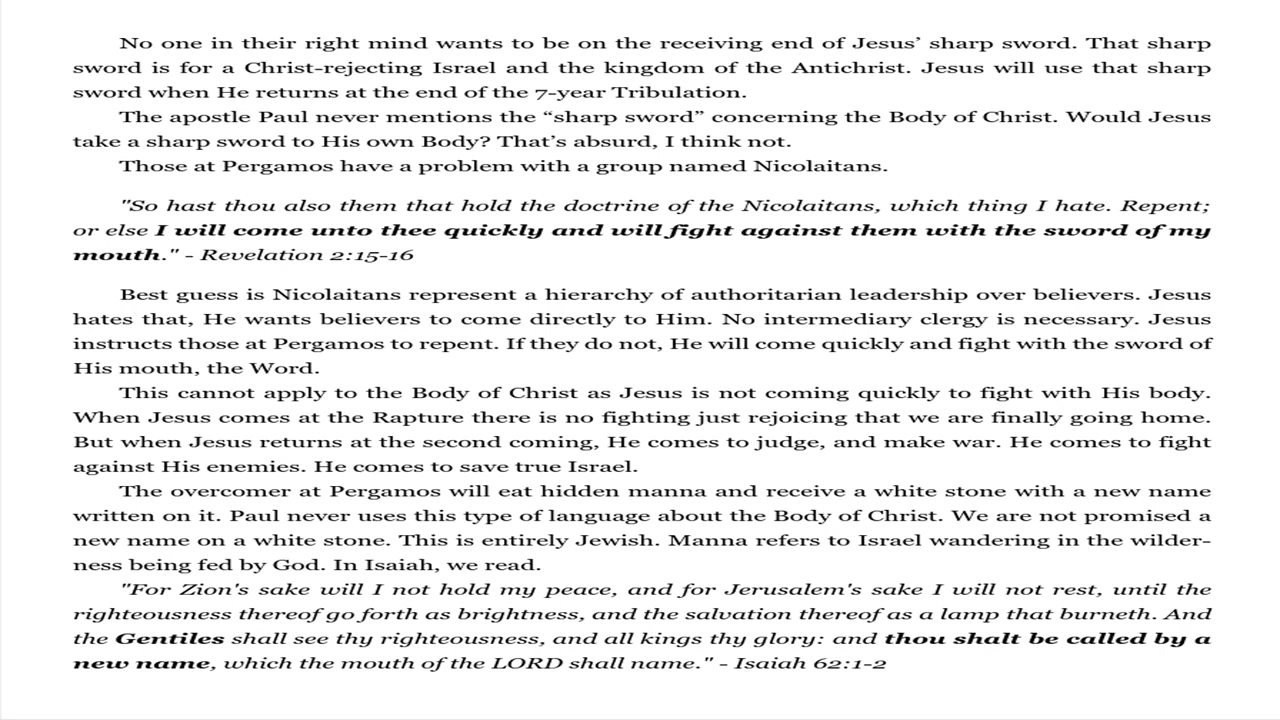 No one in their right mind wants to be on the receiving end of Jesus’ sharp sword. That sharp
sword is for a Christ-rejecting Israel and the kingdom of the Antichrist. Jesus will use that sharp
sword when He returns at the end of the 7-year Tribulation.
The apostle Paul never mentions the “sharp sword” concerning the Body of Christ. Would Jesus
take a sharp sword to His own Body? That’s absurd, I think not.
Those at Pergamos have a problem with a group named Nicolaitans.
"So hast thou also them that hold the doctrine of the Nicolaitans, which thing I hate. Repent;
or else I will come unto thee quickly and will fight against them with the sword of my
mouth." - Revelation 2:15-16
Best guess is Nicolaitans represent a hierarchy of authoritarian leadership over believers. Jesus
hates that, He wants believers to come directly to Him. No intermediary clergy is necessary. Jesus
instructs those at Pergamos to repent. If they do not, He will come quickly and fight with the sword of
His mouth, the Word.
This cannot apply to the Body of Christ as Jesus is not coming quickly to fight with His body.
When Jesus comes at the Rapture there is no fighting just rejoicing that we are finally going home.
But when Jesus returns at the second coming, He comes to judge, and make war. He comes to fight
against His enemies. He comes to save true Israel.
The overcomer at Pergamos will eat hidden manna and receive a white stone with a new name
written on it. Paul never uses this type of language about the Body of Christ. We are not promised a
new name on a white stone. This is entirely Jewish. Manna refers to Israel wandering in the wilder-
ness being fed by God. In Isaiah, we read.
"For Zion's sake will I not hold my peace, and for Jerusalem's sake I will not rest, until the
righteousness thereof go forth as brightness, and the salvation thereof as a lamp that burneth. And
the Gentiles shall see thy righteousness, and all kings thy glory: and thou shalt be called by a
new name, which the mouth of the LORD shall name." - Isaiah 62:1-2